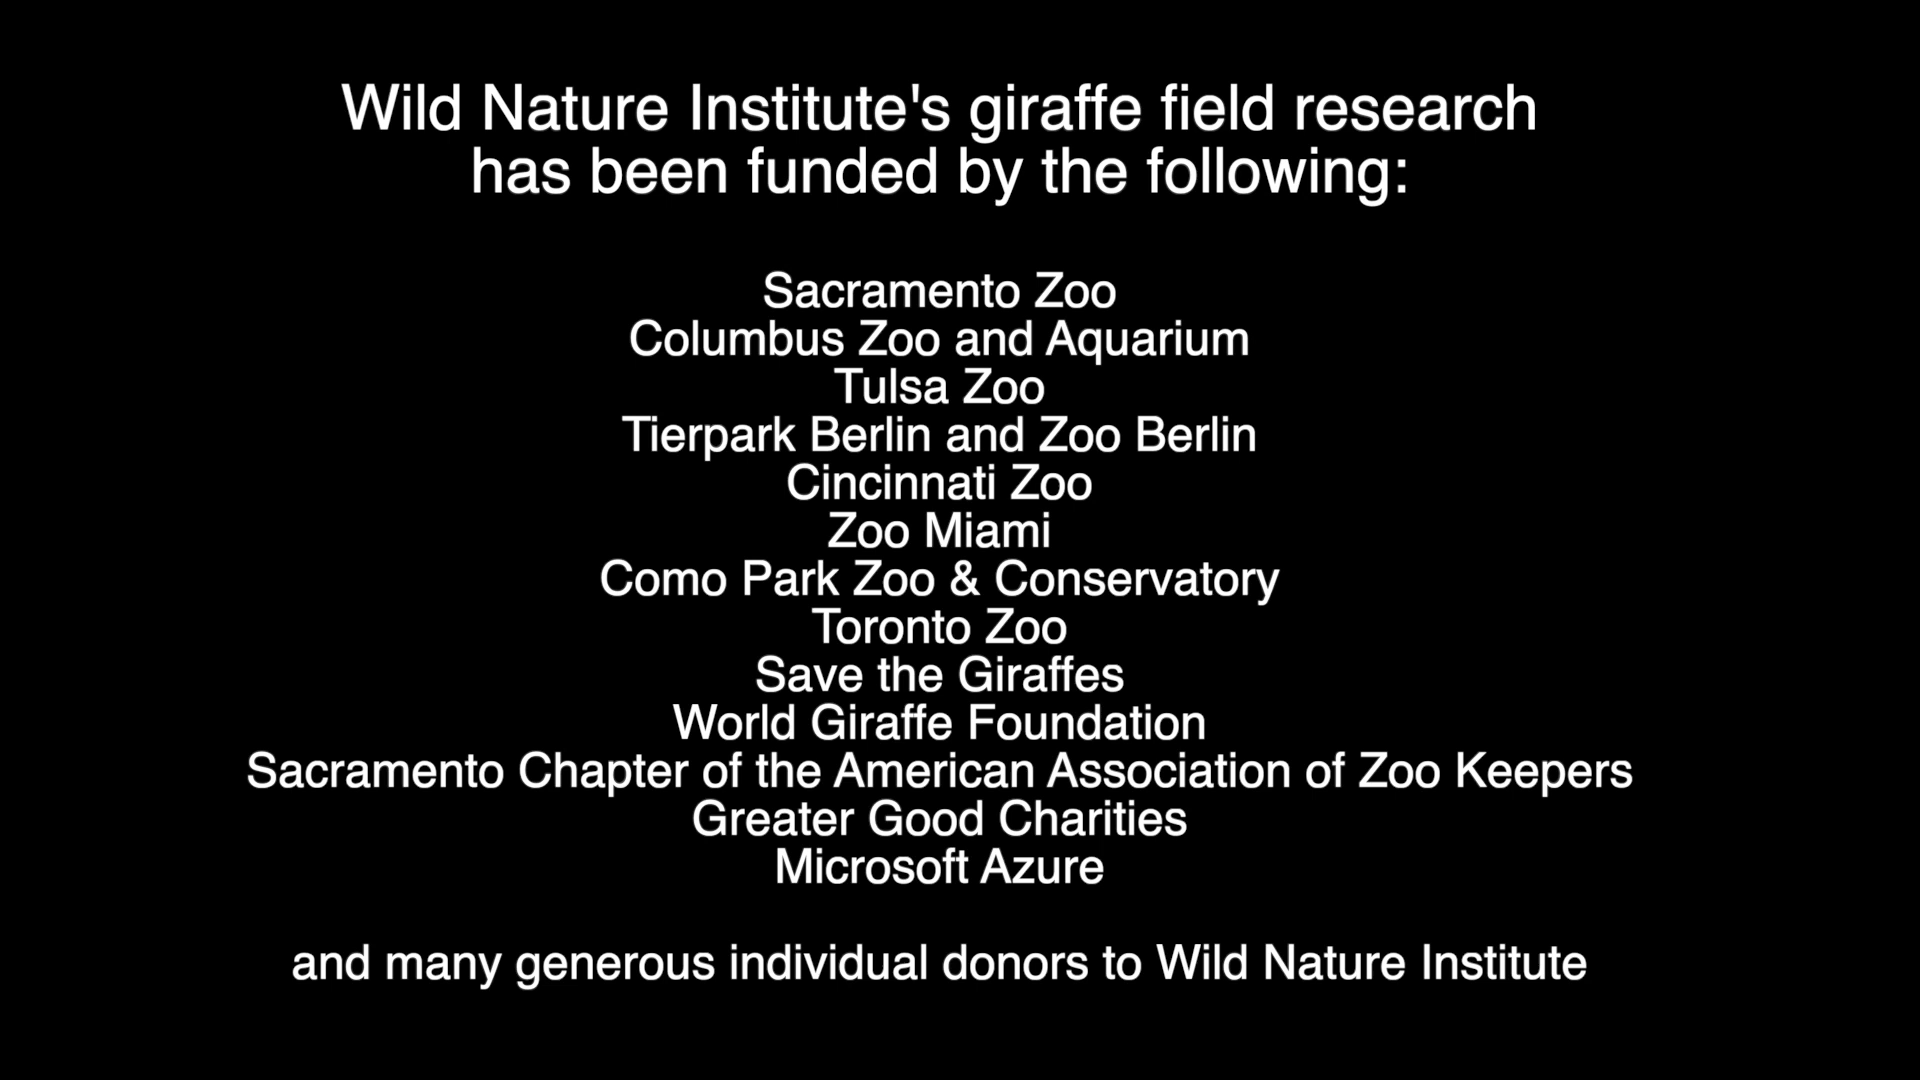 Wild Nature Institute's giraffe field research
has been funded by the following:
Sacramento Zoo
Columbus Zoo and Aquarium
Tulsa Zoo
Tierpark Berlin and Zoo Berlin
Cincinnati Zoo
Zoo Miami
Como Park Zoo & Conservatory
Toronto Zoo
Save the Giraffes
World Giraffe Foundation
Sacramento Chapter of the American Association of Zoo Keepers
Greater Good Charities
Microsoft Azure
and many generous individual donors to Wild Nature Institute